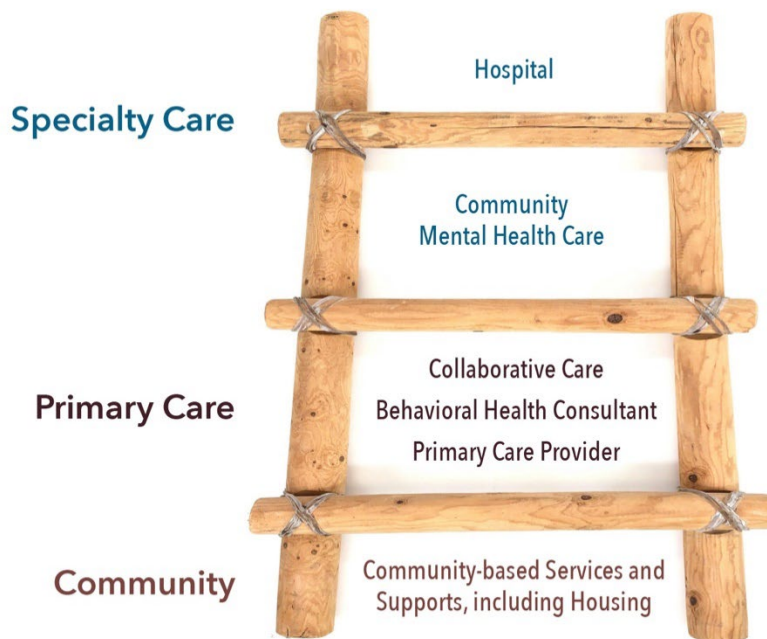 Hospital
Specialty Care
Community
Mental Health Care
Collaborative Care
Primary Care
Behavioral Health Consultant
Primary Care Provider
Community
Community-based Services and
Supports, including Housing